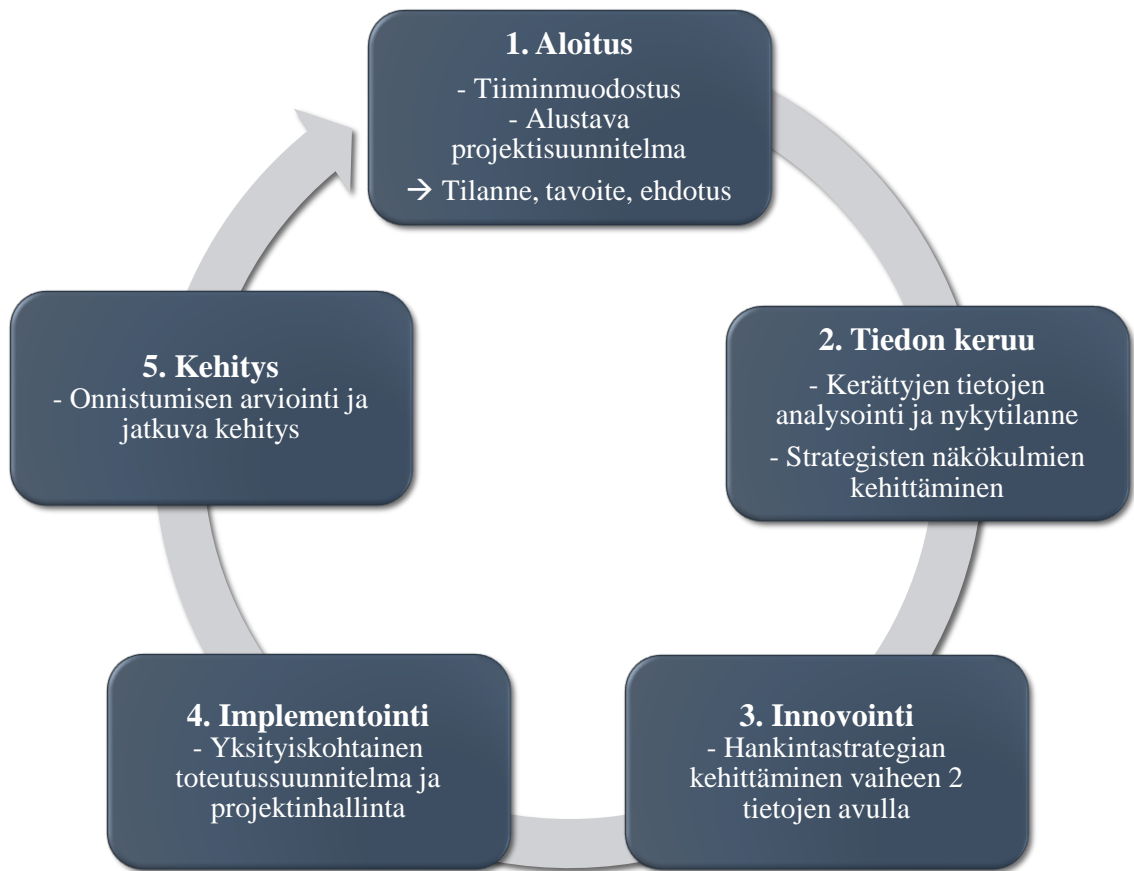 1. Aloitus
- Tiiminmuodostus
- Alustava
projektisuunnitelma
→ Tilanne, tavoite, ehdotus
2. Tiedon keruu
- Kerättyjen tietojen
analysointi ja nykytilanne
- Strategisten näkökulmien
kehittäminen
3. Innovointi
- Hankintastrategian
kehittäminen vaiheen 2
tietojen avulla
4. Implementointi
- Yksityiskohtainen
toteutussuunnitelma ja
projektinhallinta
5. Kehitys
- Onnistumisen arviointi ja
jatkuva kehitys